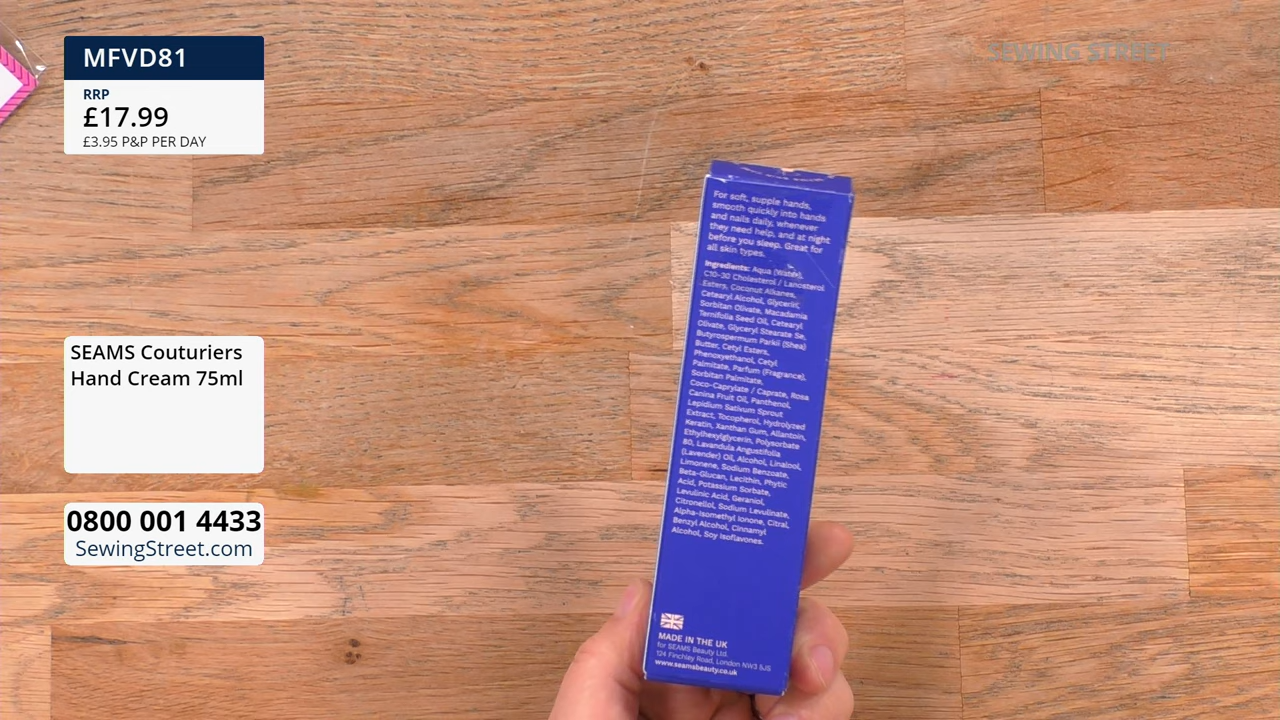 MFVD81
RRP
£17.99
£3.95 P&P PER DAY
SEWING STREET
SEAMS Couturiers
Hand Cream 75ml
0800 001 4433
SewingStreet.com
For soft, supple hands,
smooth quickly into hands
and nails daily, whenever
they need help, and at night
before you sleep. Great for
all skin types.
Ingredients: Aqua (Water),
C10-30 Cholesterol / Lanosterol
Esters, Coconut Alkanes,
Cetearyl Alcohol, Glycerin,
Sorbitan Olivate, Macadamia
Ternifolia Seed Oil, Cetearyl
Olivate, Glyceryl Stearate Se,
Butyrospermum Parkii (Shea)
Butter, Cetyl Esters,
Phenoxyethanol, Cetyl
Palmitate, Parfum (Fragrance),
Sorbitan Palmitate,
Coco-Caprylate / Caprate, Rosa
Canina Fruit Oil, Panthenol,
Lepidium Sativum Sprout
Extract, Tocopherol, Hydrolyzed
Keratin, Xanthan Gum, Allantoin,
Ethylhexylglycerin, Polysorbate
80, Lavandula Angustifolia
(Lavender) Oil, Alcohol, Linalool,
Limonene, Sodium Benzoate,
Beta-Glucan, Lecithin, Phytic
Acid, Potassium Sorbate,
Levulinic Acid, Geraniol,
Citronellol, Sodium Levulinate,
Alpha-Isomethyl Ionone, Citral,
Benzyl Alcohol, Cinnamyl
Alcohol, Soy Isoflavones.
MADE IN THE UK
for SEAMS Beauty Ltd.
124 Finchley Road, London NW3 5JS
www.seamsbeauty.co.uk